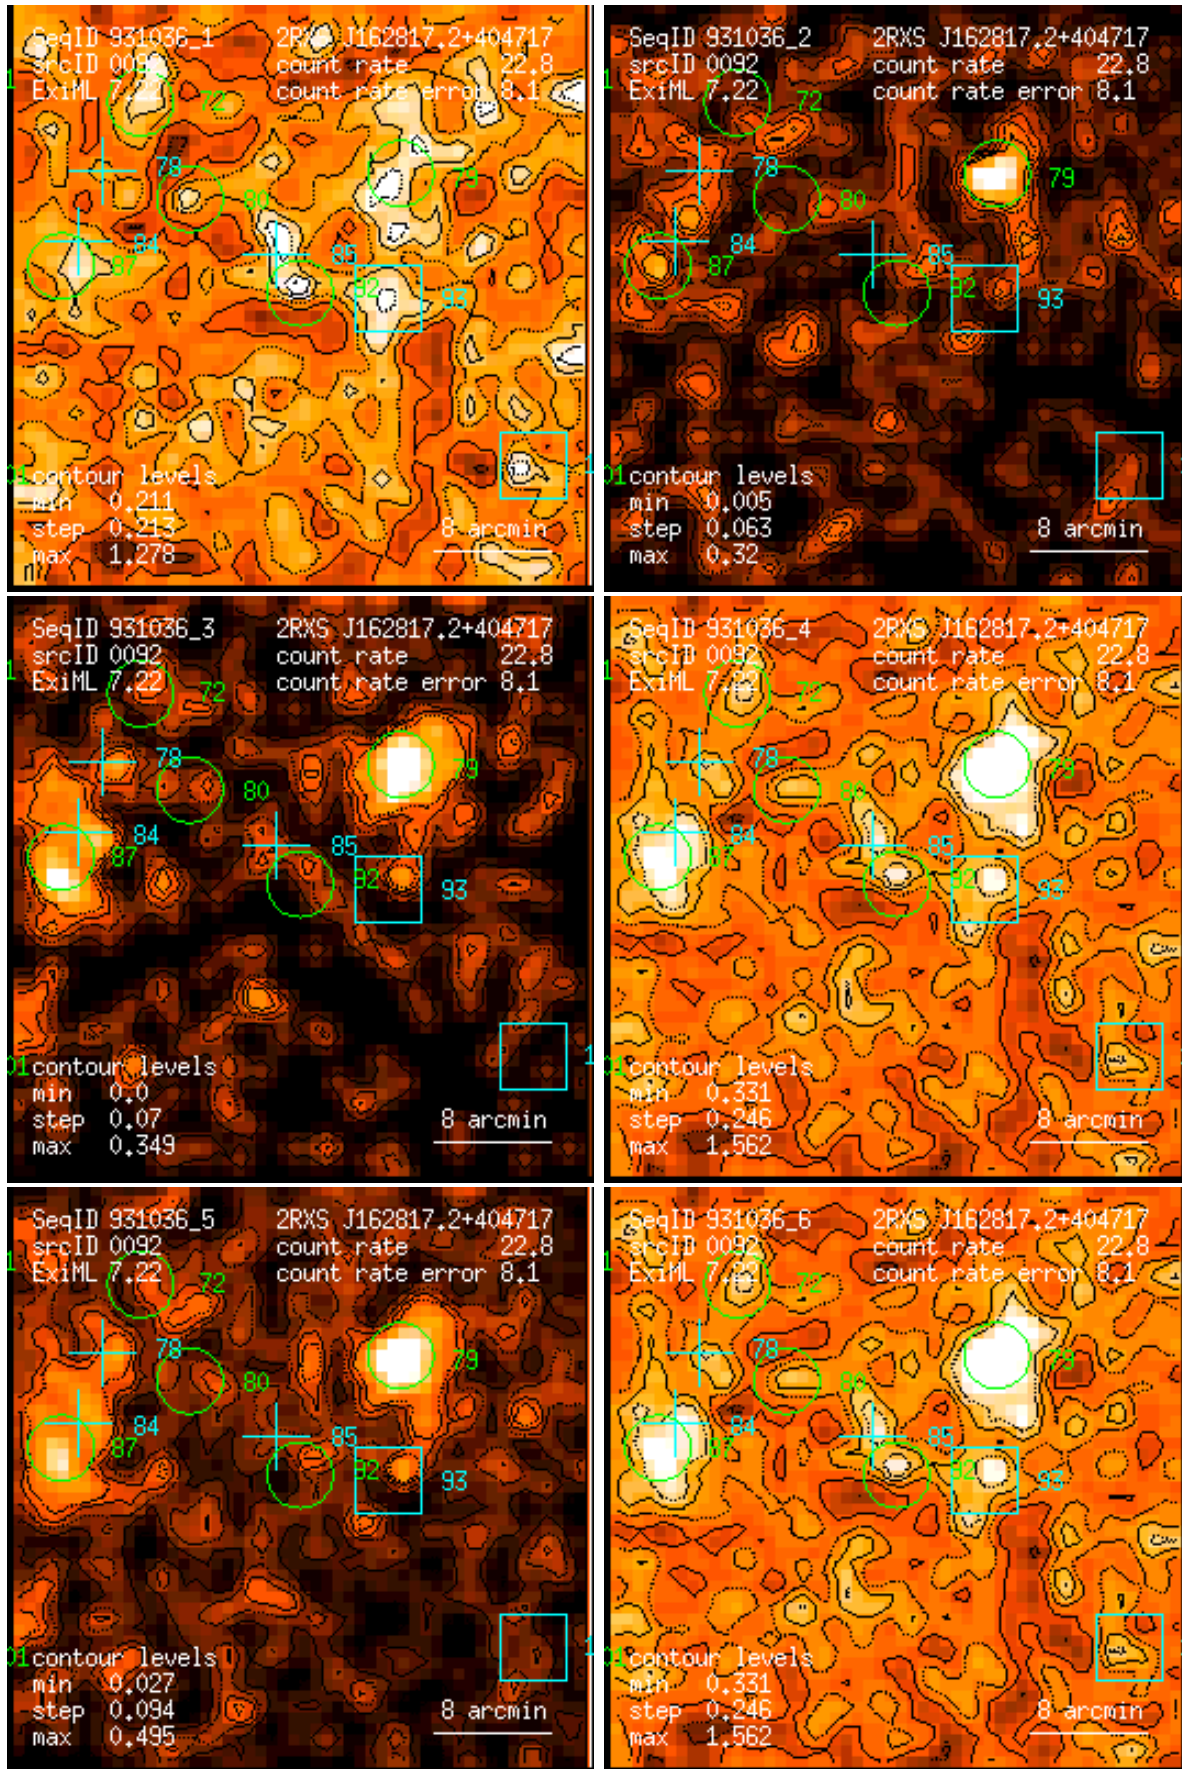 SeqID 931036_1 2RXS J162817.2+404717
srcID 0092 count rate 22.8
ExiML 7.22 count rate error 8.1
72
78
79
80
84
85
87
92
93
01 contour levels
min 0.211
step 0.213 8 arcmin
max 1.278
SeqID 931036_2 2RXS J162817.2+404717
srcID 0092 count rate 22.8
ExiML 7.22 count rate error 8.1
72
78
79
80
84
85
87
92
93
01 contour levels
min 0.005
step 0.063 8 arcmin
max 0.32
SeqID 931036_3 2RXS J162817.2+404717
srcID 0092 count rate 22.8
ExiML 7.22 count rate error 8.1
72
78
79
80
84
85
87
92
93
01 contour levels
min 0.0
step 0.07 8 arcmin
max 0.349
SeqID 931036_4 2RXS J162817.2+404717
srcID 0092 count rate 22.8
ExiML 7.22 count rate error 8.1
72
78
79
80
84
85
87
92
93
01 contour levels
min 0.331
step 0.246 8 arcmin
max 1.562
SeqID 931036_5 2RXS J162817.2+404717
srcID 0092 count rate 22.8
ExiML 7.22 count rate error 8.1
72
78
79
80
84
85
87
92
93
01 contour levels
min 0.027
step 0.094 8 arcmin
max 0.495
SeqID 931036_6 2RXS J162817.2+404717
srcID 0092 count rate 22.8
ExiML 7.22 count rate error 8.1
72
78
79
80
84
85
87
92
93
01 contour levels
min 0.331
step 0.246 8 arcmin
max 1.562